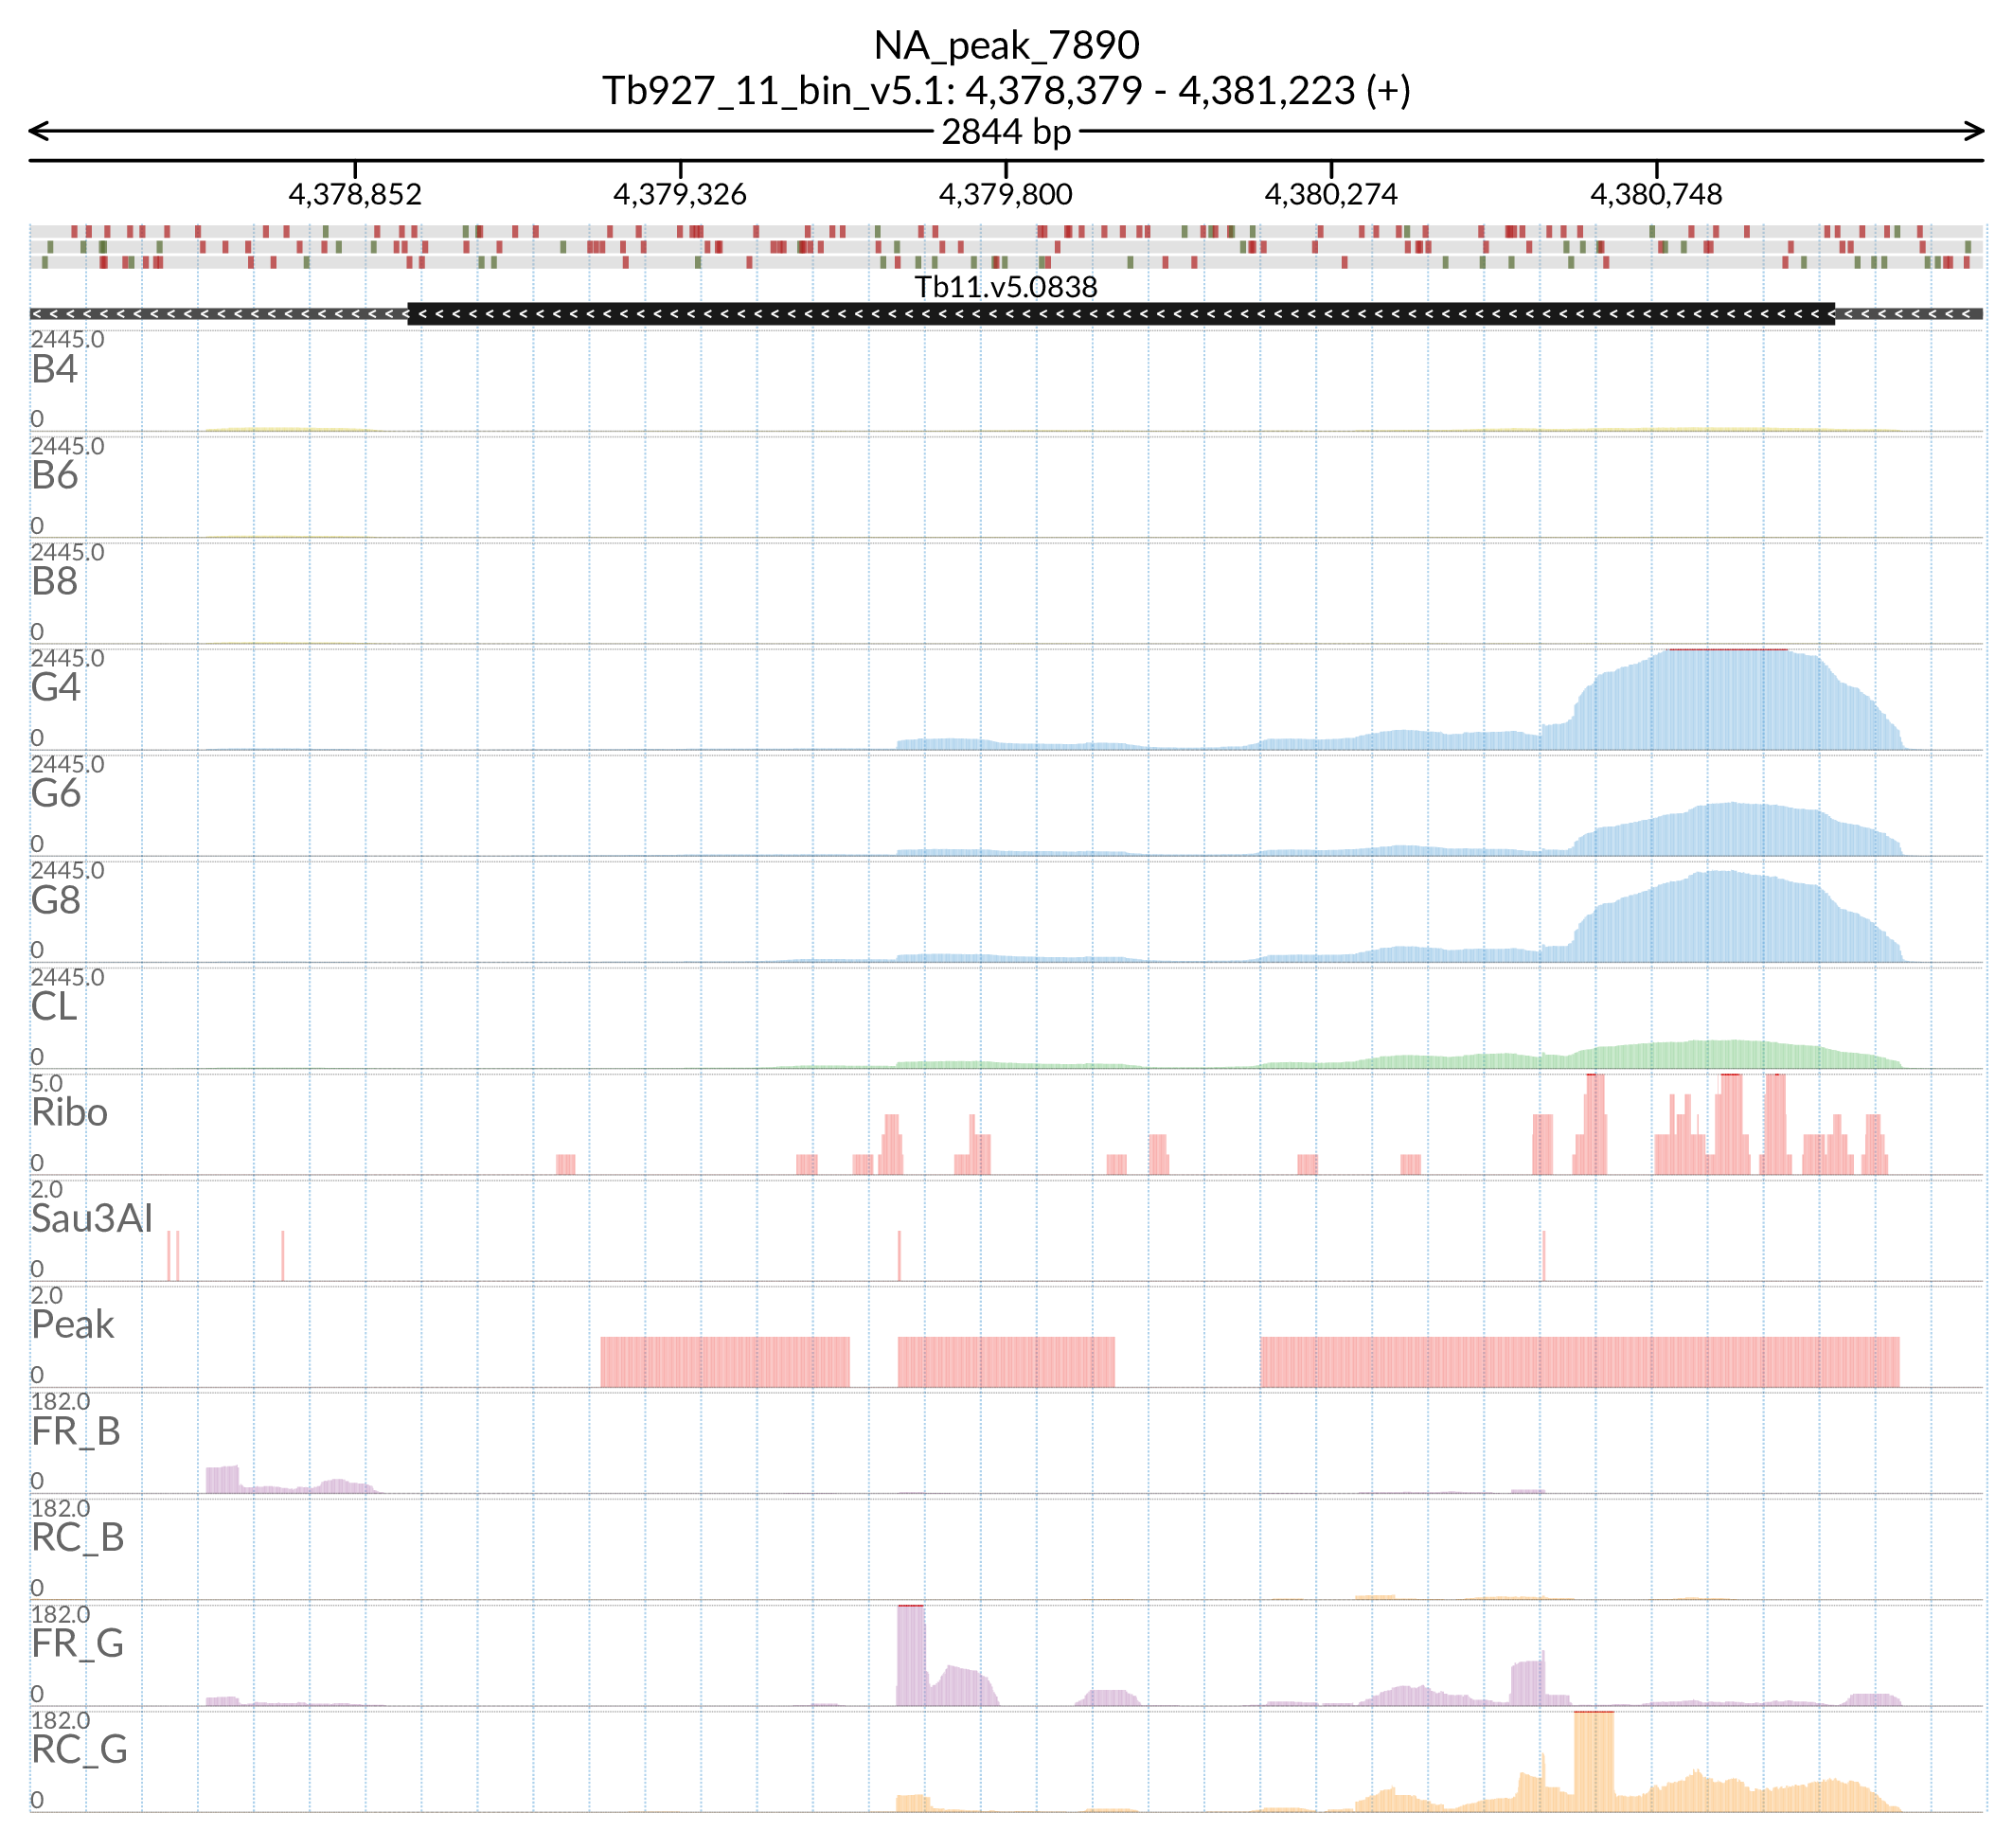 NA_peak_7890
Tb927_11_bin_v5.1: 4,378,379 - 4,381,223 (+)
2844 bp
4,378,852 4,379,326 4,379,800 4,380,274 4,380,748
Tb11.v5.0838
2445.0
B4
0
2445.0
B6
0
2445.0
B8
0
2445.0
G4
0
2445.0
G6
0
2445.0
G8
0
2445.0
CL
0
5.0
Ribo
0
2.0
Sau3AI
0
2.0
Peak
0
182.0
FR_B
0
182.0
RC_B
0
182.0
FR_G
0
182.0
RC_G
0